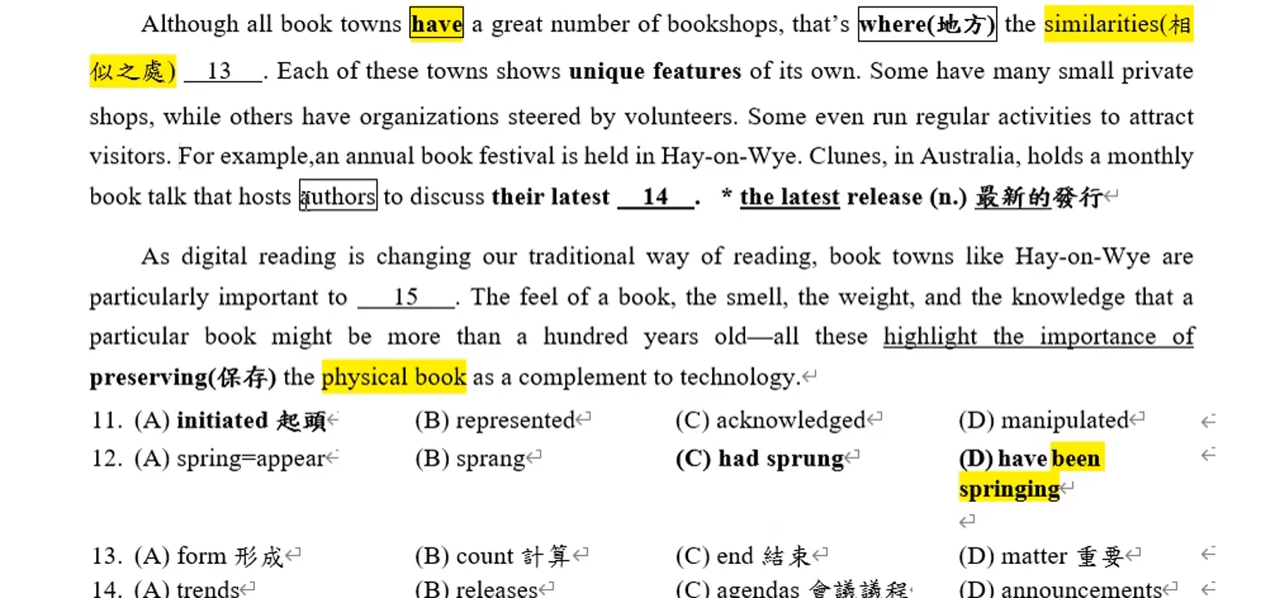 Although all book towns have a great number of bookshops, that’s where(地方) the similarities(相
似之處) 13 . Each of these towns shows unique features of its own. Some have many small private
shops, while others have organizations steered by volunteers. Some even run regular activities to attract
visitors. For example,an annual book festival is held in Hay-on-Wye. Clunes, in Australia, holds a monthly
book talk that hosts authors to discuss their latest 14 . * the latest release (n.) 最新的發行
As digital reading is changing our traditional way of reading, book towns like Hay-on-Wye are
particularly important to 15 . The feel of a book, the smell, the weight, and the knowledge that a
particular book might be more than a hundred years old—all these highlight the importance of
preserving(保存) the physical book as a complement to technology.
11. (A) initiated 起頭 (B) represented (C) acknowledged (D) manipulated
12. (A) spring=appear (B) sprang (C) had sprung (D) have been
springing
13. (A) form 形成 (B) count 計算 (C) end 結束 (D) matter 重要
14. (A) trends (B) releases (C) agendas 會議議程 (D) announcements